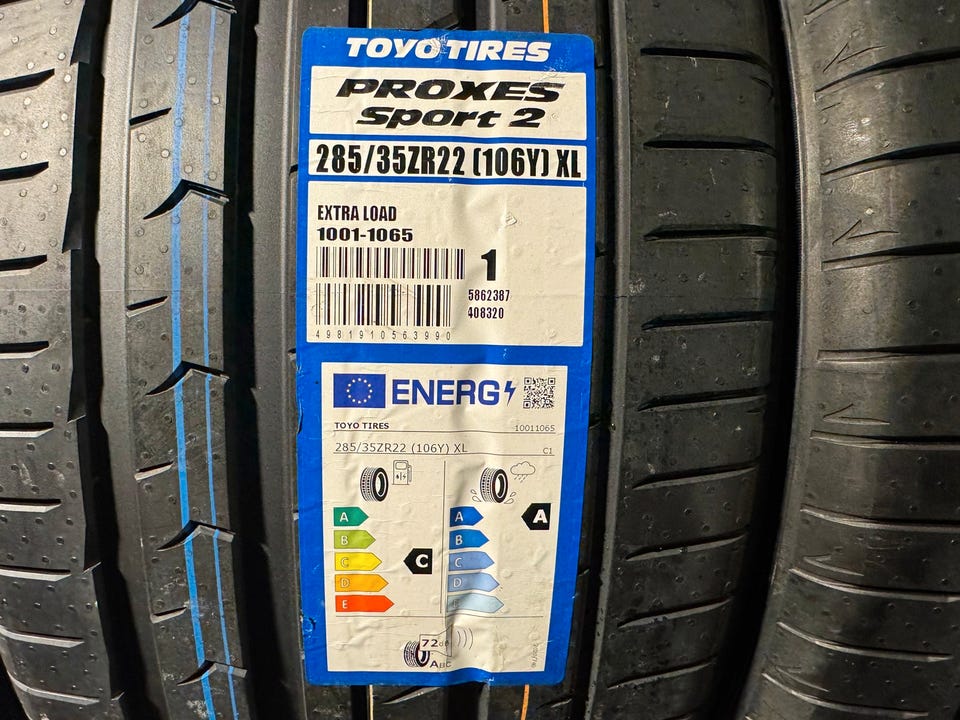 TOYO TIRES
PROXES
Sport 2
285/35ZR22 (106Y) XL
EXTRA LOAD
1001-1065
1
5862387
408320
4981910563990
ENERG
TOYO TIRES 10011065
285/35ZR22 (106Y) XL C1
A A A
B B
C C C
D D
E
72dB
ABC